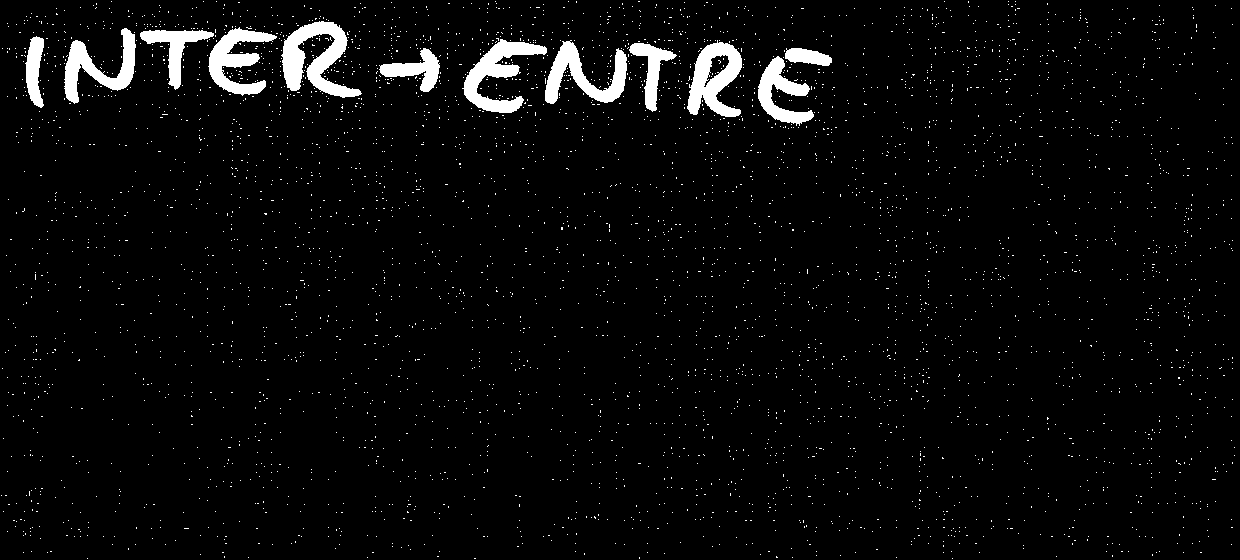 INTER → ENTRE